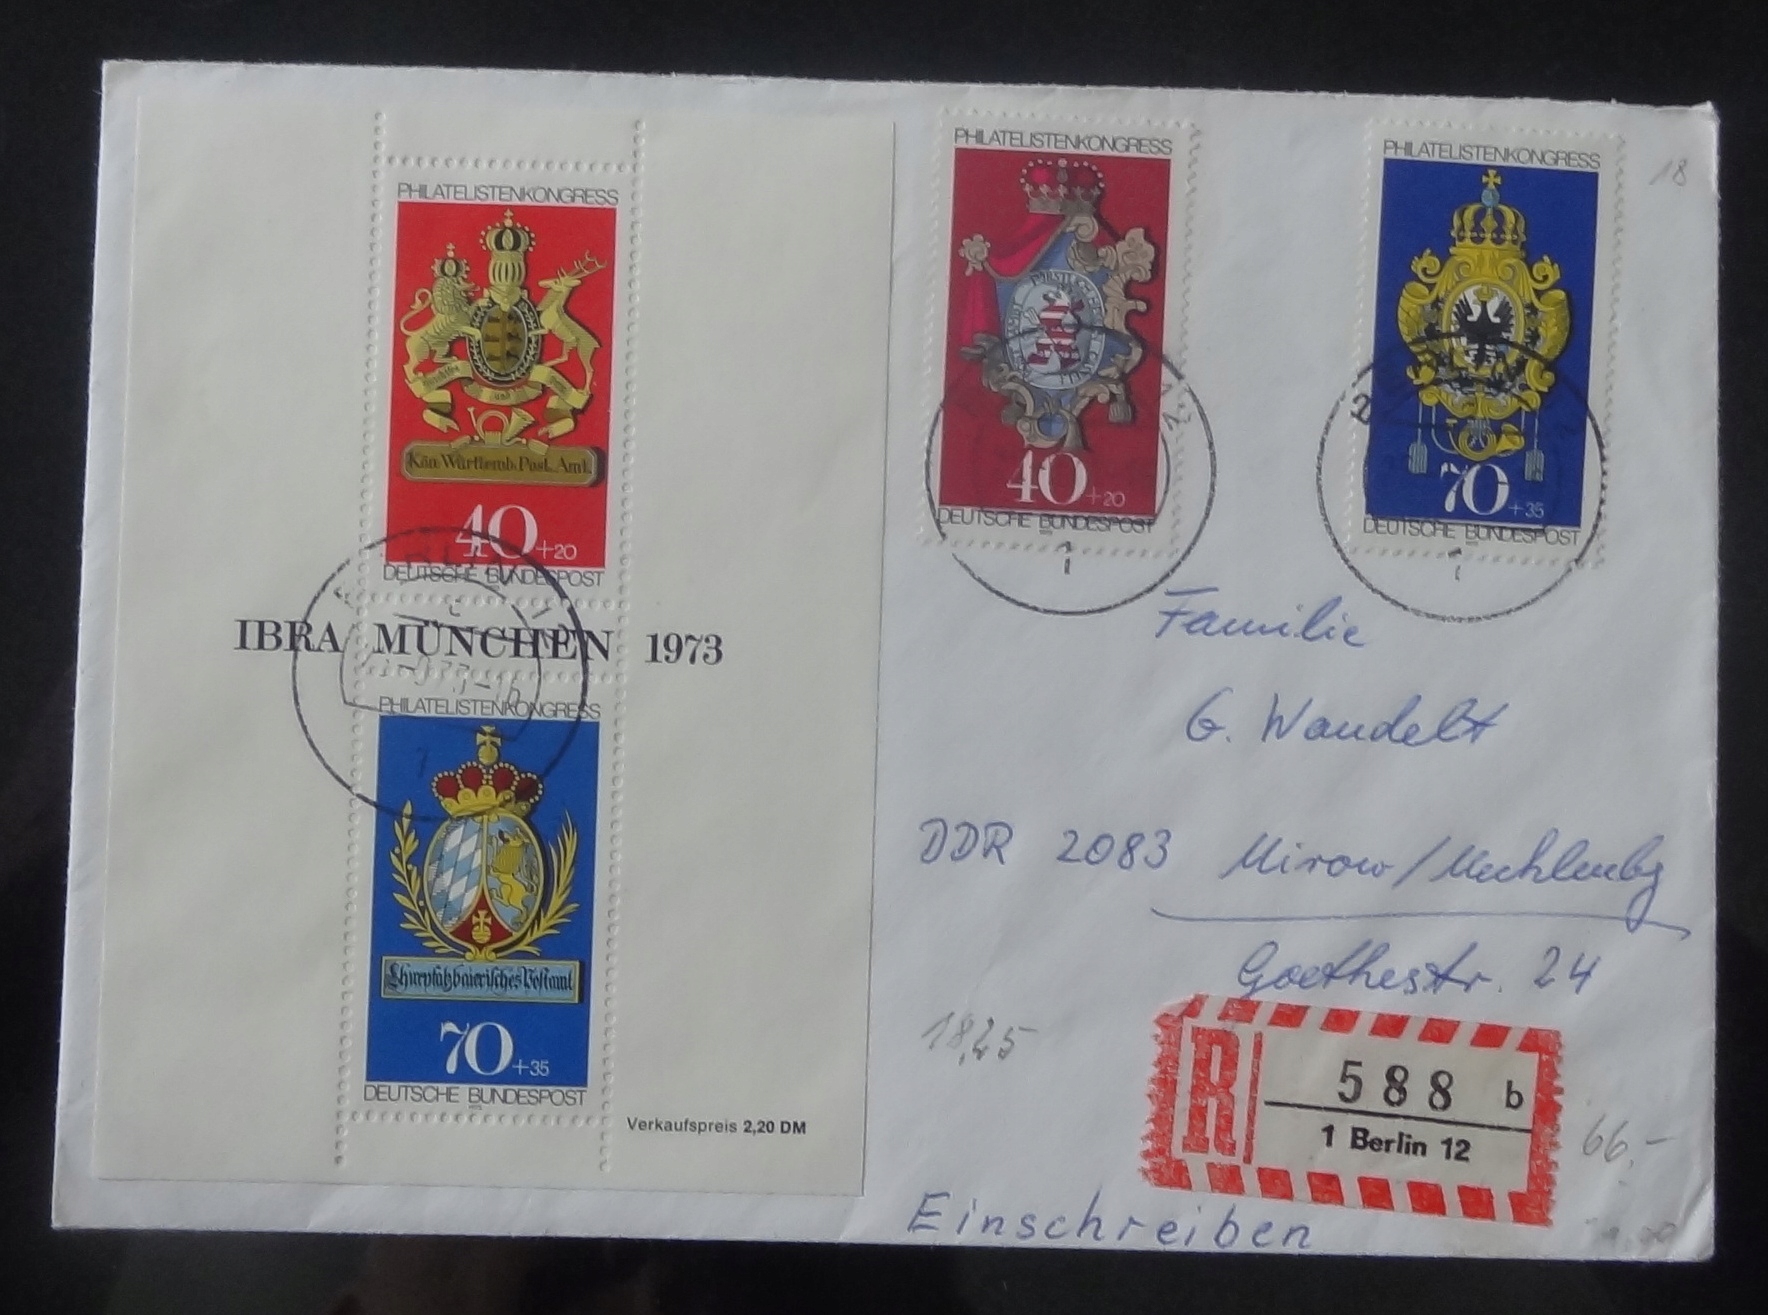 PHILATELISTENKONGRESS
Kön. Württemb. Post. Amt.
40 +20
DEUTSCHE BUNDESPOST
IBRA MÜNCHEN 1973
PHILATELISTENKONGRESS
Churpfalzbaierisches Postamt
70 +35
DEUTSCHE BUNDESPOST
Verkaufspreis 2,20 DM
PHILATELISTENKONGRESS
40 +20
DEUTSCHE BUNDESPOST
PHILATELISTENKONGRESS
70 +35
DEUTSCHE BUNDESPOST
18
Familie
G. Wandelt
DDR 2083 Mirow/Mecklenbg
Goethestr. 24
18,25
R 588 b
1 Berlin 12
66,-
Einschreiben